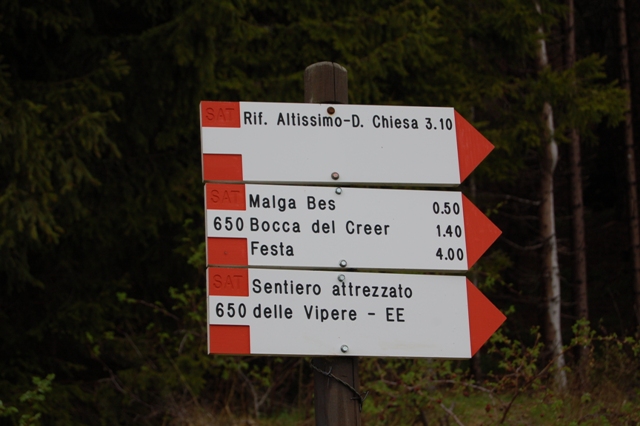 SAT Rif. Altissimo-D. Chiesa 3.10
SAT Malga Bes 0.50
650 Bocca del Creer 1.40
Festa 4.00
SAT Sentiero attrezzato
650 delle Vipere - EE